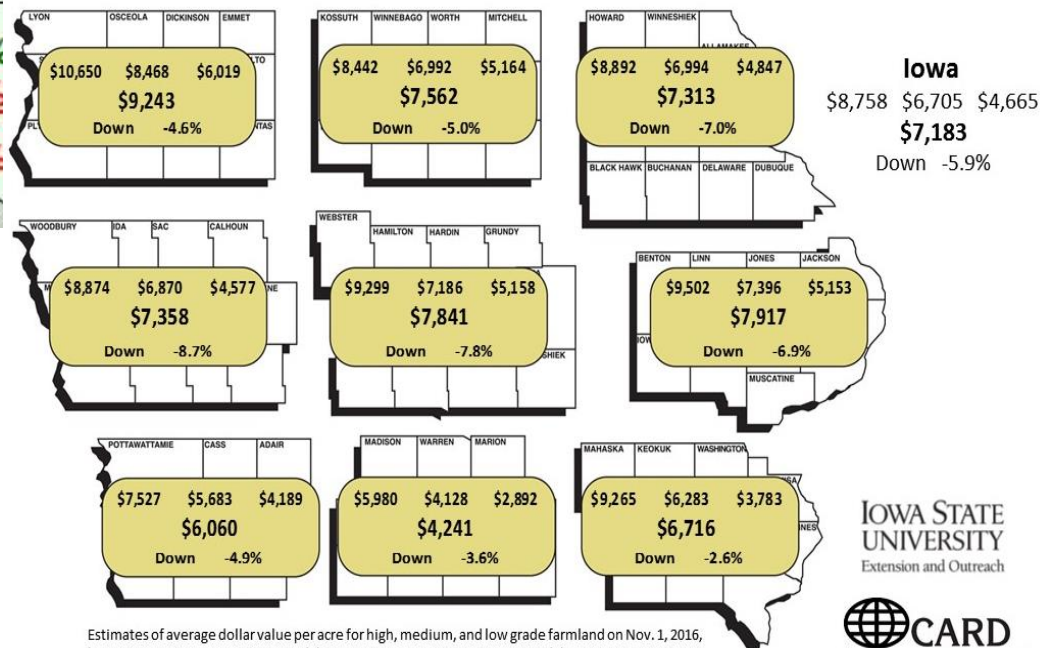 LYON OSCEOLA DICKINSON EMMET
$10,650 $8,468 $6,019
$9,243
Down -4.6%
KOSSUTH WINNEBAGO WORTH MITCHELL
$8,442 $6,992 $5,164
$7,562
Down -5.0%
HOWARD WINNESHIEK
ALLAMAKEE
$8,892 $6,994 $4,847
$7,313
Down -7.0%
BLACK HAWK BUCHANAN DELAWARE DUBUQUE
Iowa
$8,758 $6,705 $4,665
$7,183
Down -5.9%
WOODBURY IDA SAC CALHOUN
$8,874 $6,870 $4,577
$7,358
Down -8.7%
WEBSTER
HAMILTON HARDIN GRUNDY
$9,299 $7,186 $5,158
$7,841
Down -7.8%
BENTON LINN JONES JACKSON
$9,502 $7,396 $5,153
$7,917
Down -6.9%
MUSCATINE
POTTAWATTAMIE CASS ADAIR
$7,527 $5,683 $4,189
$6,060
Down -4.9%
MADISON WARREN MARION
$5,980 $4,128 $2,892
$4,241
Down -3.6%
MAHASKA KEOKUK WASHINGTON
$9,265 $6,283 $3,783
$6,716
Down -2.6%
IOWA STATE
UNIVERSITY
Extension and Outreach
CARD
Estimates of average dollar value per acre for high, medium, and low grade farmland on Nov. 1, 2016,